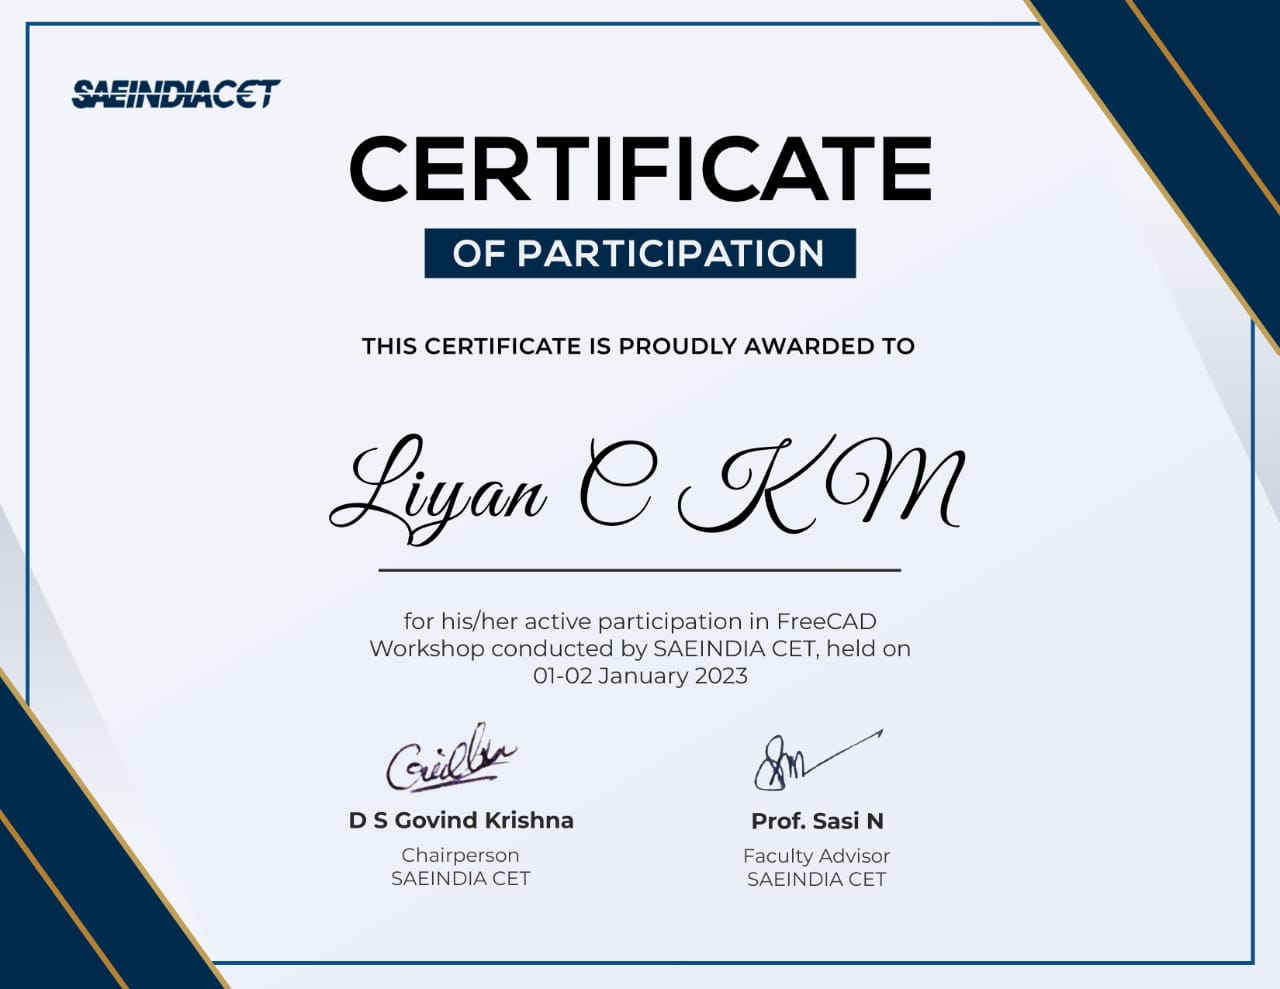 SAEINDIACET
CERTIFICATE
OF PARTICIPATION
THIS CERTIFICATE IS PROUDLY AWARDED TO
Liyan C K M
for his/her active participation in FreeCAD
Workshop conducted by SAEINDIA CET, held on
01-02 January 2023
D S Govind Krishna
Chairperson
SAEINDIA CET
Prof. Sasi N
Faculty Advisor
SAEINDIA CET